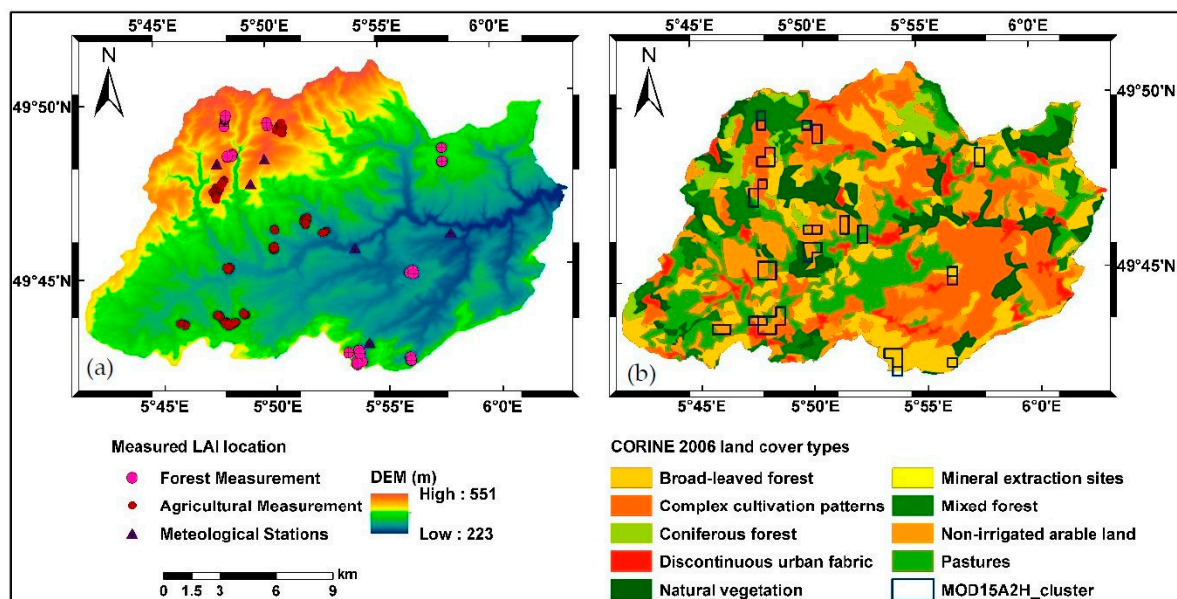 5°45'E 5°50'E 5°55'E 6°0'E
5°45'E 5°50'E 5°55'E 6°0'E
N
N
49°50'N
49°50'N
49°45'N
49°45'N
(a)
(b)
5°45'E 5°50'E 5°55'E 6°0'E
5°45'E 5°50'E 5°55'E 6°0'E
Measured LAI location
Forest Measurement
Agricultural Measurement
Meteological Stations
DEM (m)
High : 551
Low : 223
km
0 1.5 3 6 9
CORINE 2006 land cover types
Broad-leaved forest
Complex cultivation patterns
Coniferous forest
Discontinuous urban fabric
Natural vegetation
Mineral extraction sites
Mixed forest
Non-irrigated arable land
Pastures
MOD15A2H_cluster